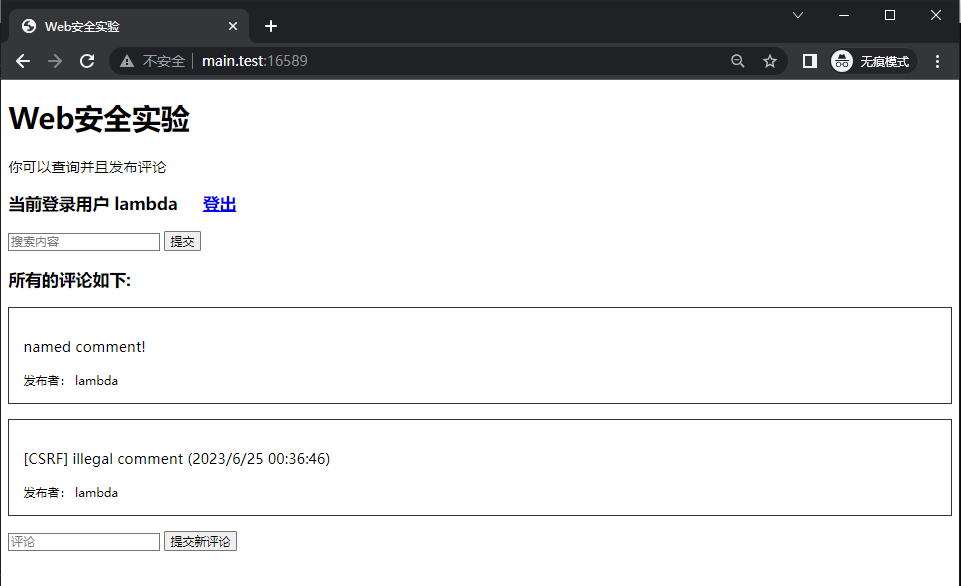 Web安全实验
不安全 main.test:16589 无痕模式
Web安全实验
你可以查询并且发布评论
当前登录用户 lambda 登出
搜索内容 提交
所有的评论如下:
named comment!
发布者： lambda
[CSRF] illegal comment (2023/6/25 00:36:46)
发布者： lambda
评论 提交新评论